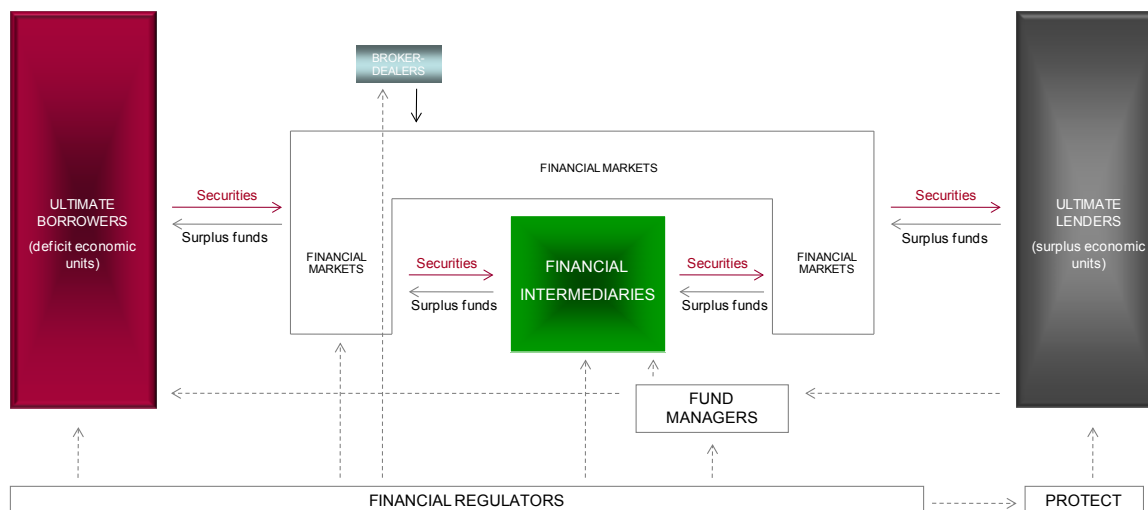 BROKER-
DEALERS
FINANCIAL MARKETS
ULTIMATE
BORROWERS
(deficit economic
units)
Securities
Surplus funds
FINANCIAL
MARKETS
Securities
Surplus funds
FINANCIAL
INTERMEDIARIES
Securities
Surplus funds
FINANCIAL
MARKETS
Securities
Surplus funds
ULTIMATE
LENDERS
(surplus economic
units)
FUND
MANAGERS
FINANCIAL REGULATORS
PROTECT